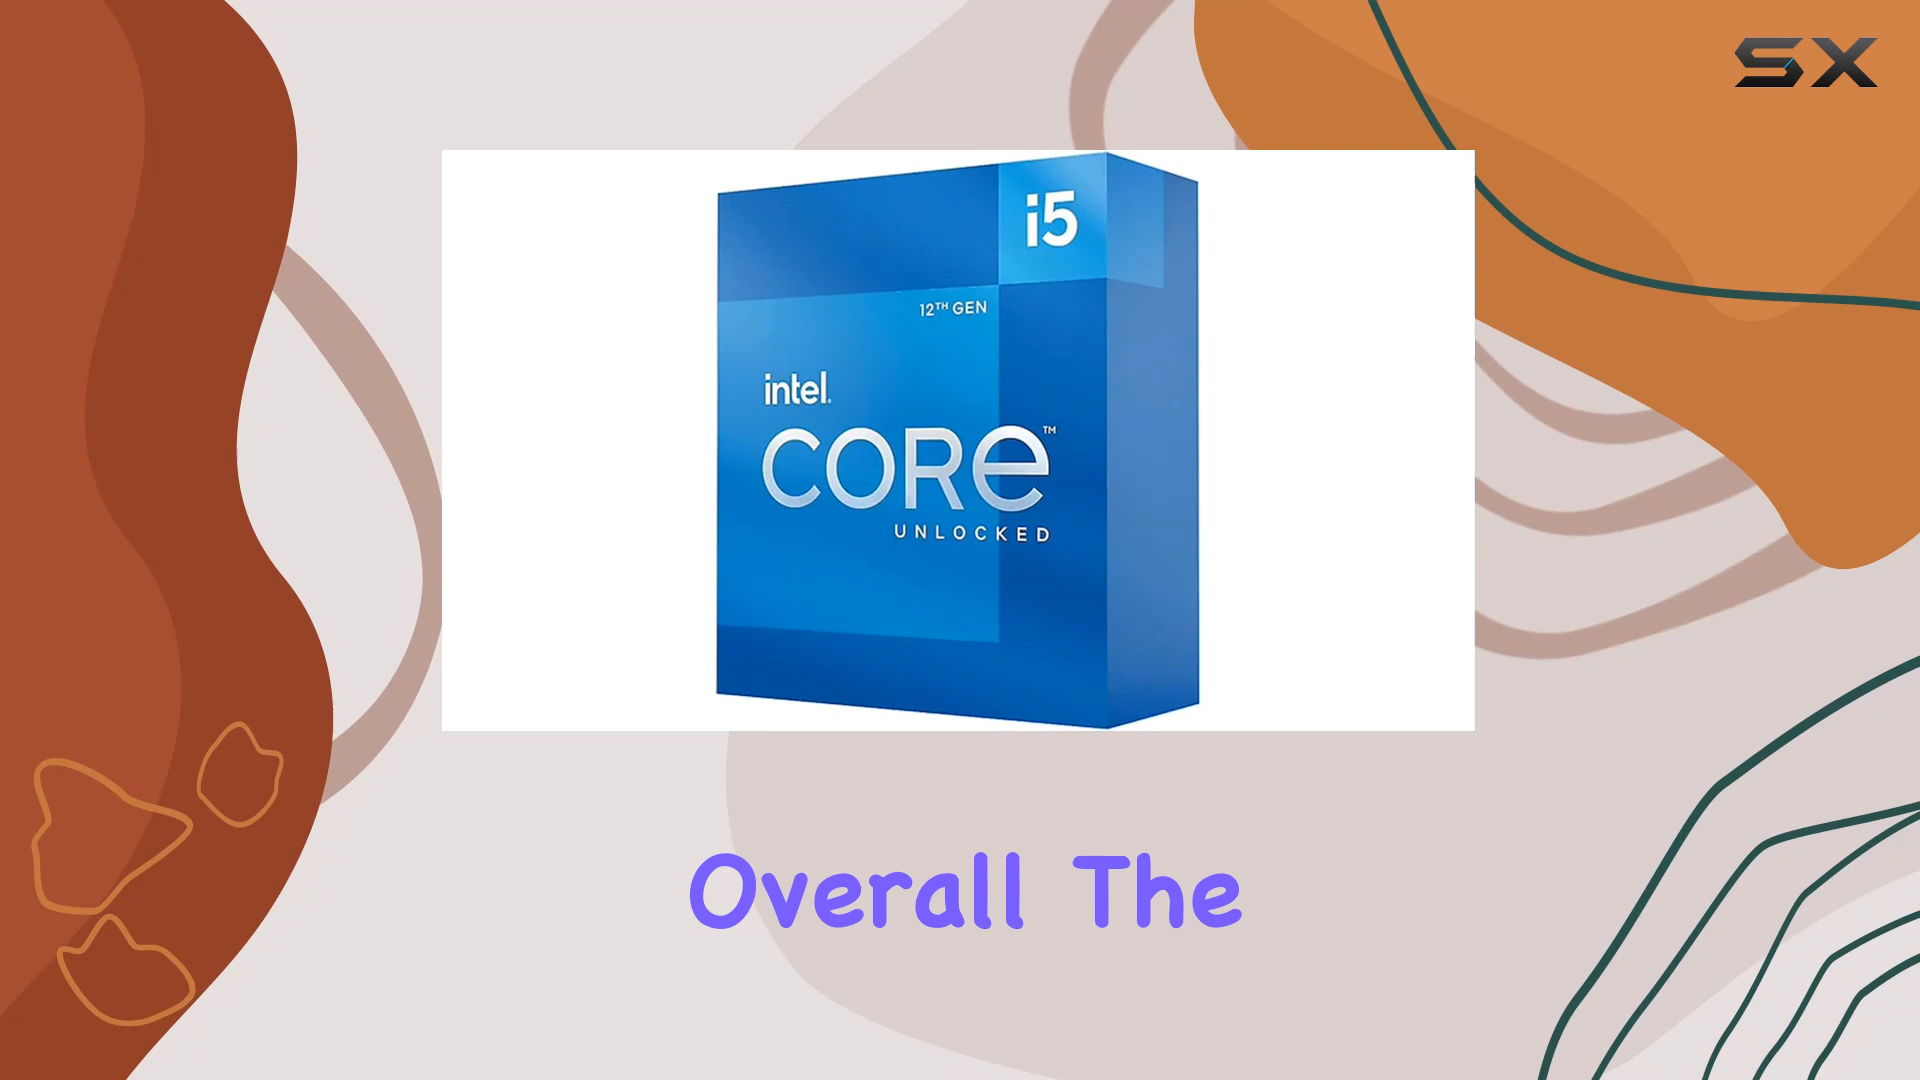 SX
i5
12TH GEN
intel.
CORe™
UNLOCKED
Overall The